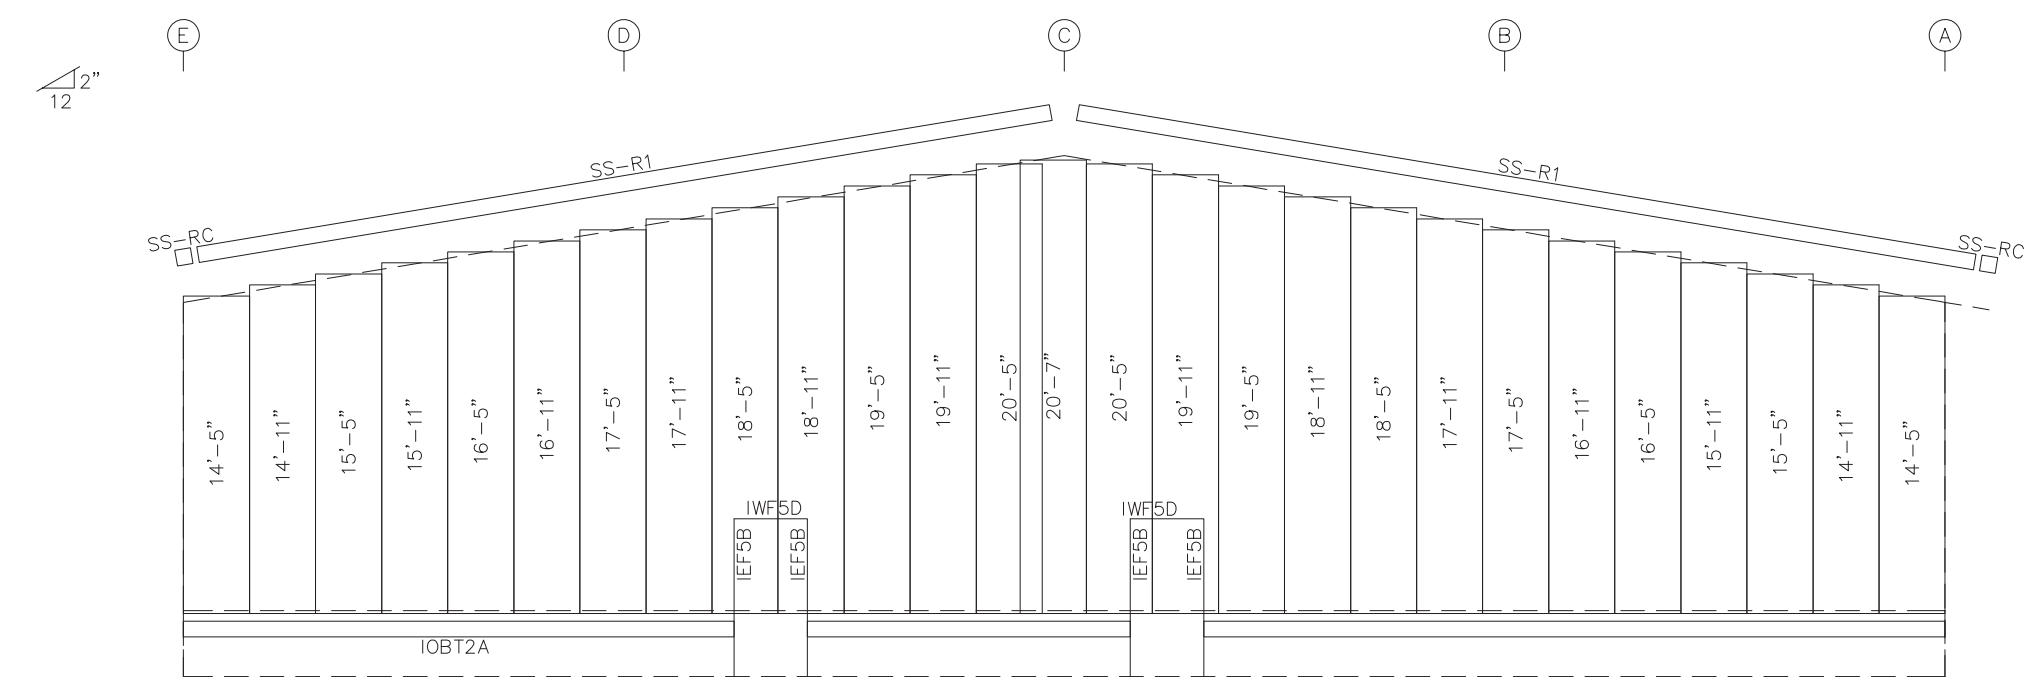 E D C B A
2”
12
SS–R1
SS–R1
SS–RC
SS–RC
14’–5” 14’–11” 15’–5” 15’–11” 16’–5” 16’–11” 17’–5” 17’–11” 18’–5” 18’–11” 19’–5” 19’–11” 20’–5” 20’–7” 20’–5” 19’–11” 19’–5” 18’–11” 18’–5” 17’–11” 17’–5” 16’–11” 16’–5” 15’–11” 15’–5” 14’–11” 14’–5”
IWF5D IWF5D
IEF5B IEF5B IEF5B IEF5B
IOBT2A